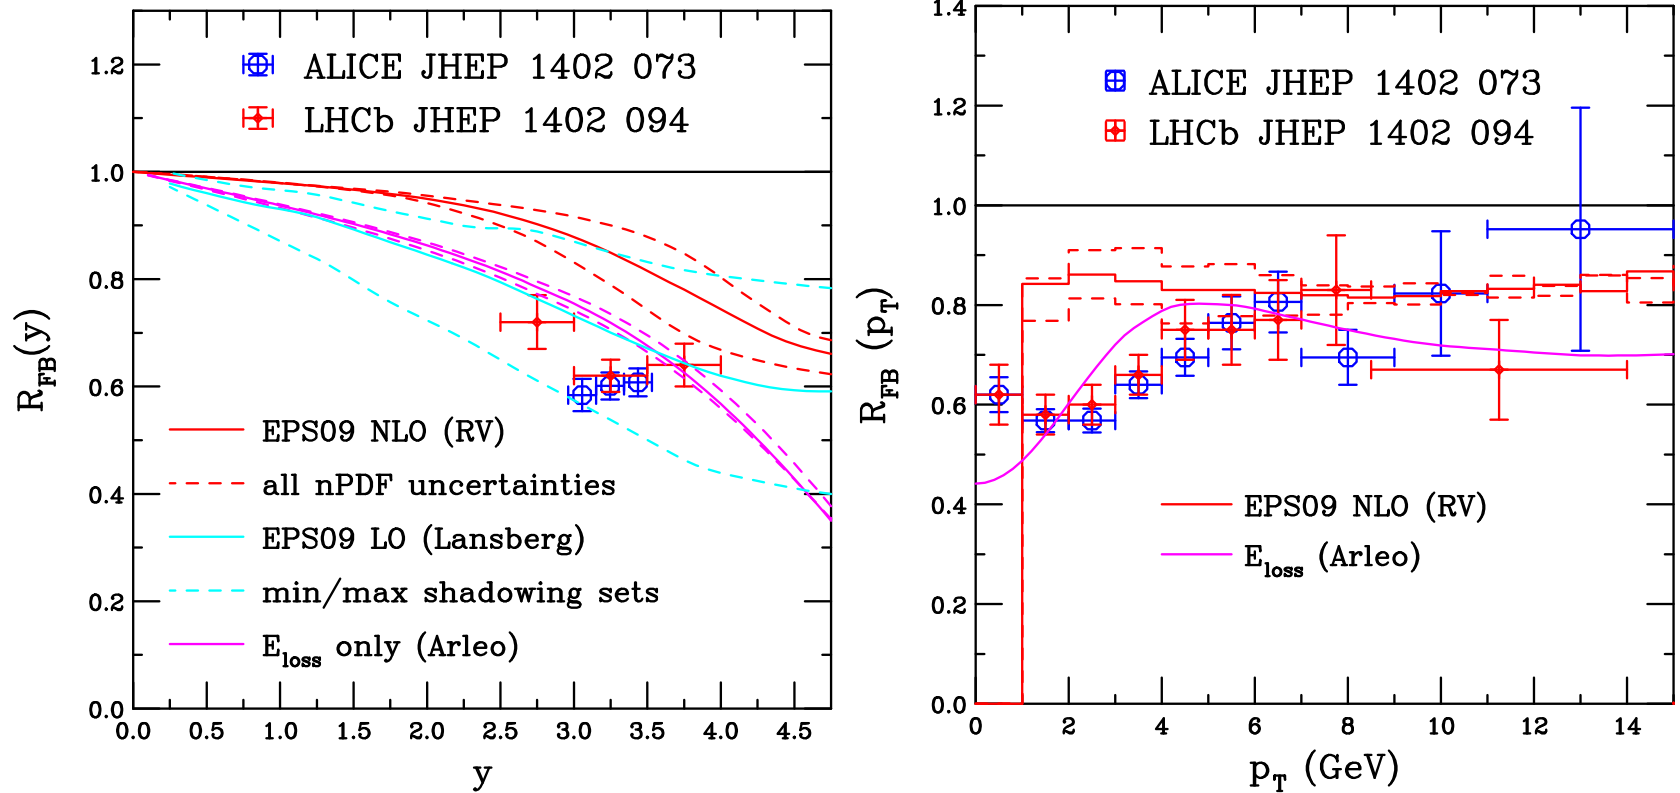 ALICE JHEP 1402 073
LHCb JHEP 1402 094
EPS09 NLO (RV)
all nPDF uncertainties
EPS09 LO (Lansberg)
min/max shadowing sets
E_loss only (Arleo)
R_FB(y)
1.2
1.0
0.8
0.6
0.4
0.2
0.0
0.0 0.5 1.0 1.5 2.0 2.5 3.0 3.5 4.0 4.5
y
ALICE JHEP 1402 073
LHCb JHEP 1402 094
EPS09 NLO (RV)
E_loss (Arleo)
R_FB (p_T)
1.4
1.2
1.0
0.8
0.6
0.4
0.2
0.0
0 2 4 6 8 10 12 14
p_T (GeV)